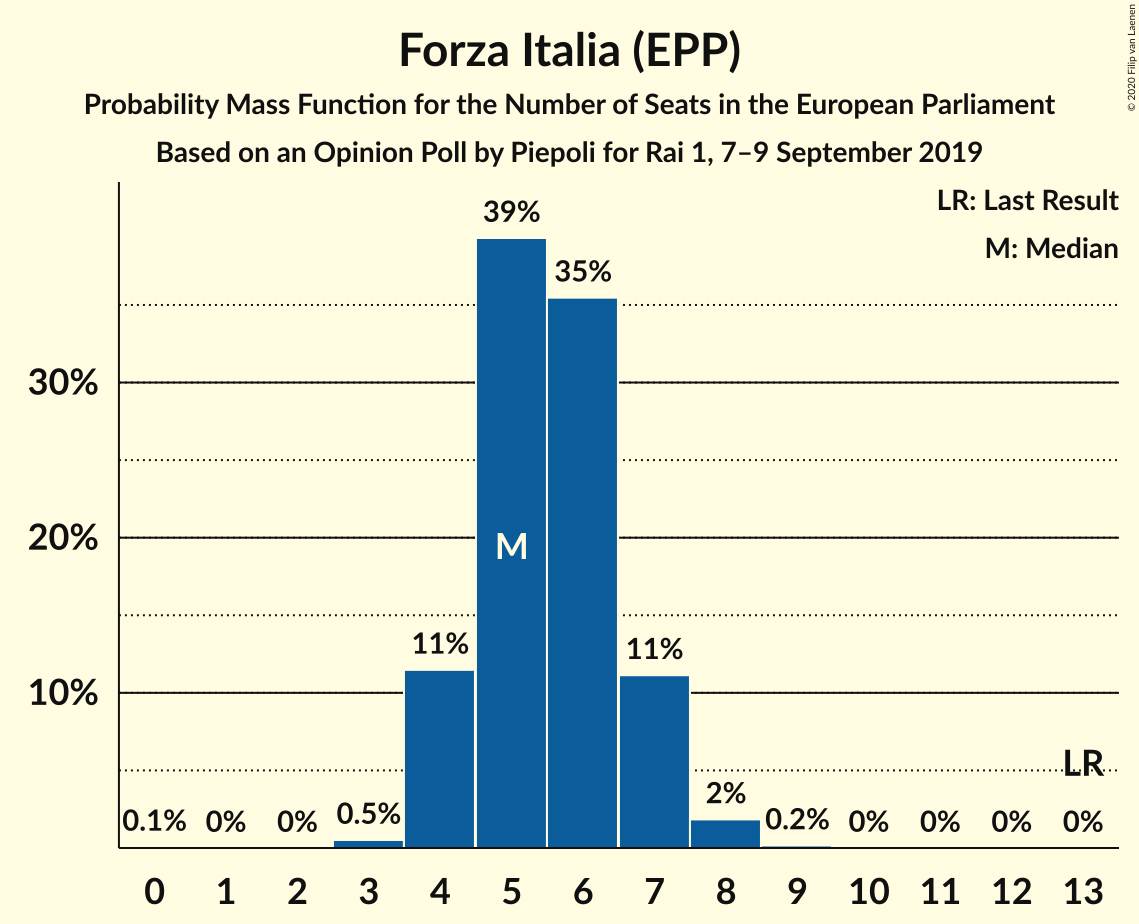 Forza Italia (EPP)
Probability Mass Function for the Number of Seats in the European Parliament
Based on an Opinion Poll by Piepoli for Rai 1, 7–9 September 2019
© 2020 Filip van Laenen
LR: Last Result
M: Median
39%
35%
30%
20%
M
11%
11%
10%
LR
0.1% 0% 0% 0.5% 2% 0.2% 0% 0% 0% 0%
0 1 2 3 4 5 6 7 8 9 10 11 12 13